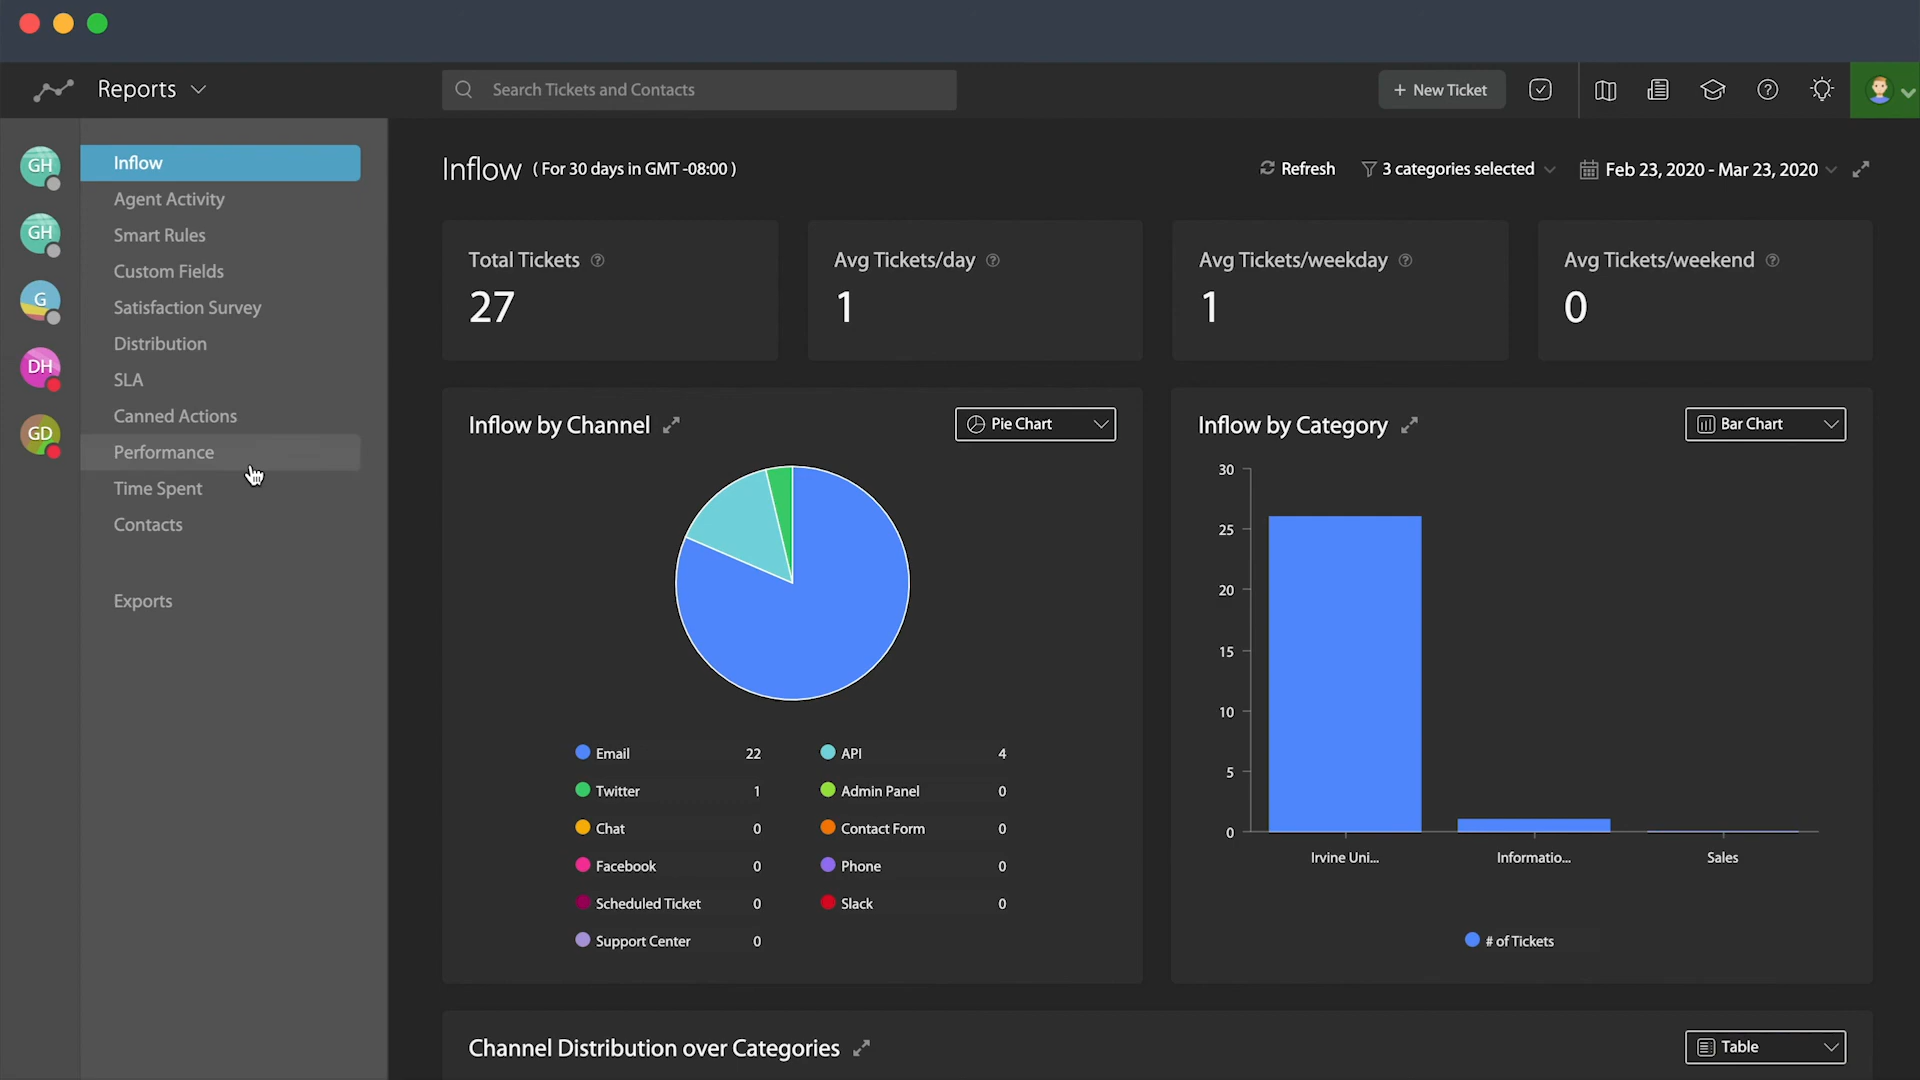 Reports
Search Tickets and Contacts
+ New Ticket
GH
GH
G
DH
GD
Inflow
Agent Activity
Smart Rules
Custom Fields
Satisfaction Survey
Distribution
SLA
Canned Actions
Performance
Time Spent
Contacts
Exports
Inflow ( For 30 days in GMT -08:00 )
Refresh
3 categories selected
Feb 23, 2020 - Mar 23, 2020
Total Tickets ?
27
Avg Tickets/day ?
1
Avg Tickets/weekday ?
1
Avg Tickets/weekend ?
0
Inflow by Channel
Pie Chart
Email 22
API 4
Twitter 1
Admin Panel 0
Chat 0
Contact Form 0
Facebook 0
Phone 0
Scheduled Ticket 0
Slack 0
Support Center 0
Inflow by Category
Bar Chart
30
25
20
15
10
5
0
Irvine Uni...
Informatio...
Sales
# of Tickets
Channel Distribution over Categories
Table